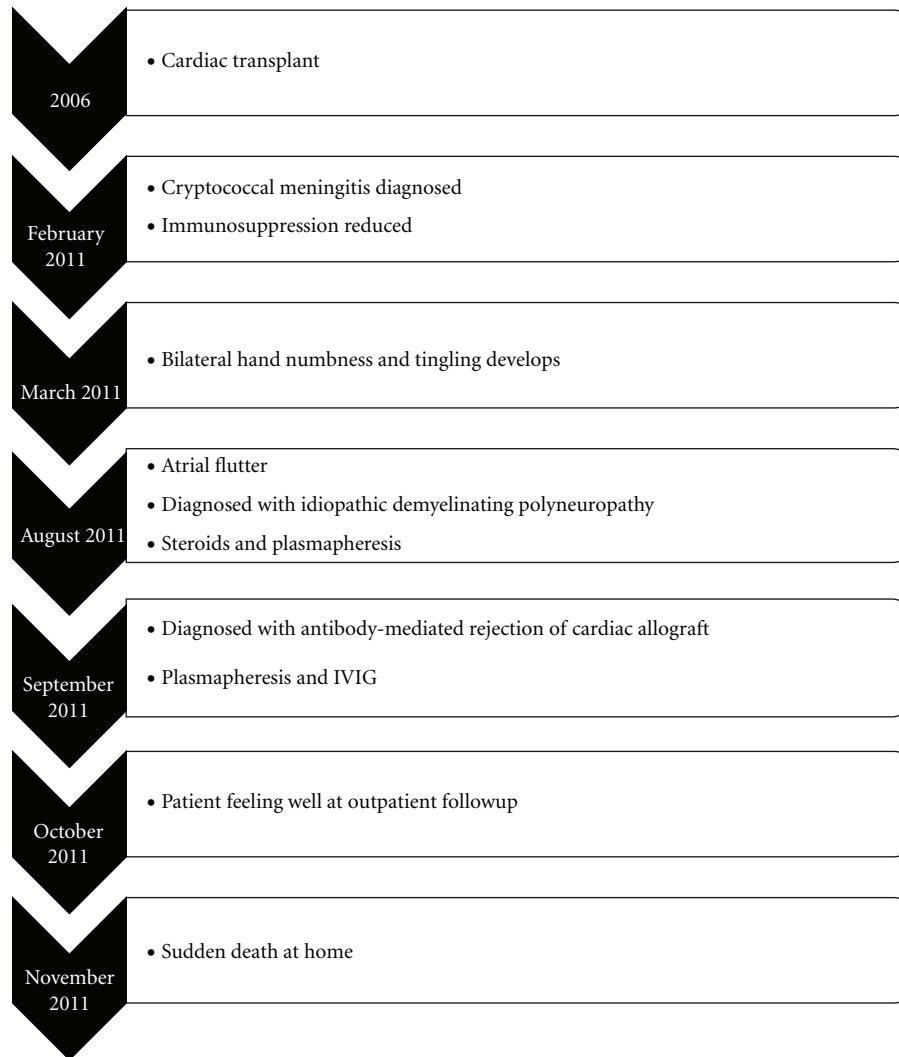 2006
• Cardiac transplant
February
2011
• Cryptococcal meningitis diagnosed
• Immunosuppression reduced
March 2011
• Bilateral hand numbness and tingling develops
August 2011
• Atrial flutter
• Diagnosed with idiopathic demyelinating polyneuropathy
• Steroids and plasmapheresis
September
2011
• Diagnosed with antibody-mediated rejection of cardiac allograft
• Plasmapheresis and IVIG
October
2011
• Patient feeling well at outpatient followup
November
2011
• Sudden death at home